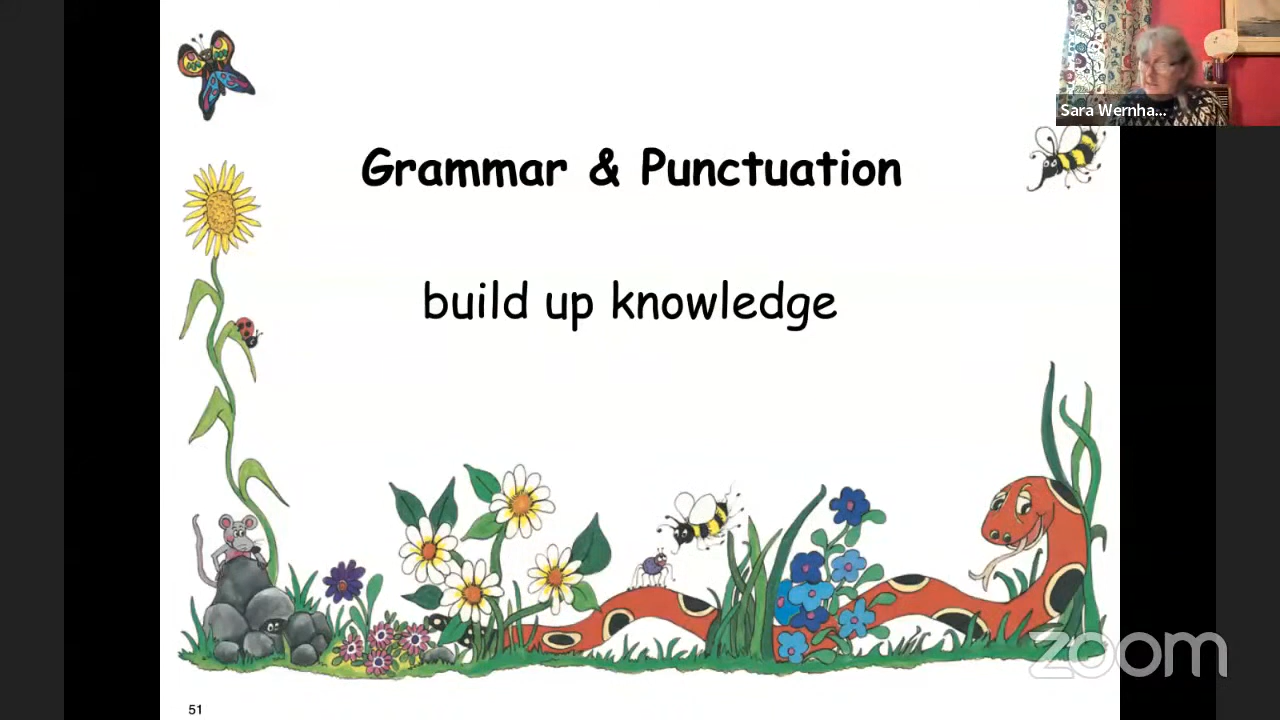 Sara Wernha...
Grammar & Punctuation
build up knowledge
zoom
51